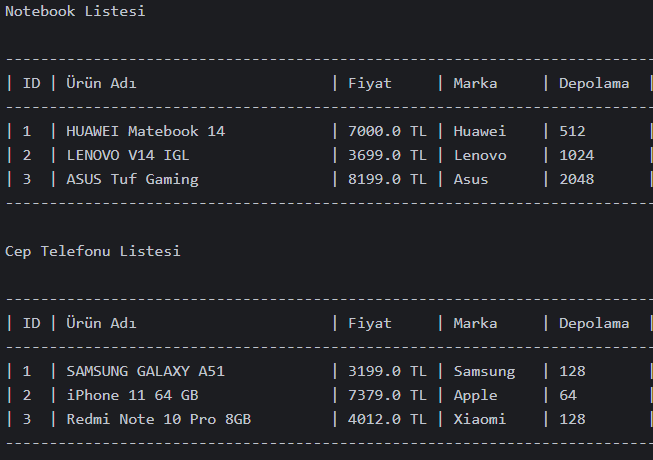 Notebook Listesi
--------------------------------------------------------------------------
| ID | Ürün Adı                      | Fiyat     | Marka     | Depolama  |
--------------------------------------------------------------------------
| 1  | HUAWEI Matebook 14            | 7000.0 TL | Huawei    | 512       |
| 2  | LENOVO V14 IGL                | 3699.0 TL | Lenovo    | 1024      |
| 3  | ASUS Tuf Gaming               | 8199.0 TL | Asus      | 2048      |
--------------------------------------------------------------------------
Cep Telefonu Listesi
--------------------------------------------------------------------------
| ID | Ürün Adı                      | Fiyat     | Marka     | Depolama  |
--------------------------------------------------------------------------
| 1  | SAMSUNG GALAXY A51            | 3199.0 TL | Samsung   | 128       |
| 2  | iPhone 11 64 GB               | 7379.0 TL | Apple     | 64        |
| 3  | Redmi Note 10 Pro 8GB         | 4012.0 TL | Xiaomi    | 128       |
--------------------------------------------------------------------------